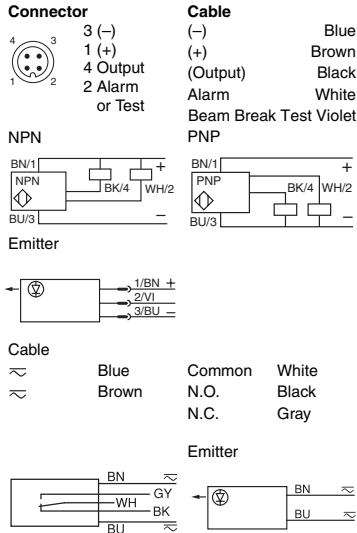 Connector
3 (–)
1 (+)
4 Output
2 Alarm
or Test
4 3
1 2
Cable
(–) Blue
(+) Brown
(Output) Black
Alarm White
Beam Break Test Violet
NPN
BN/1 +
NPN
BK/4 WH/2
BU/3 –
PNP
BN/1 +
PNP
BK/4 WH/2
BU/3 –
Emitter
1/BN +
2/VI
3/BU –
Cable
Blue
Brown
Common White
N.O. Black
N.C. Gray
BN
GY
WH
BK
BU
Emitter
BN
BU